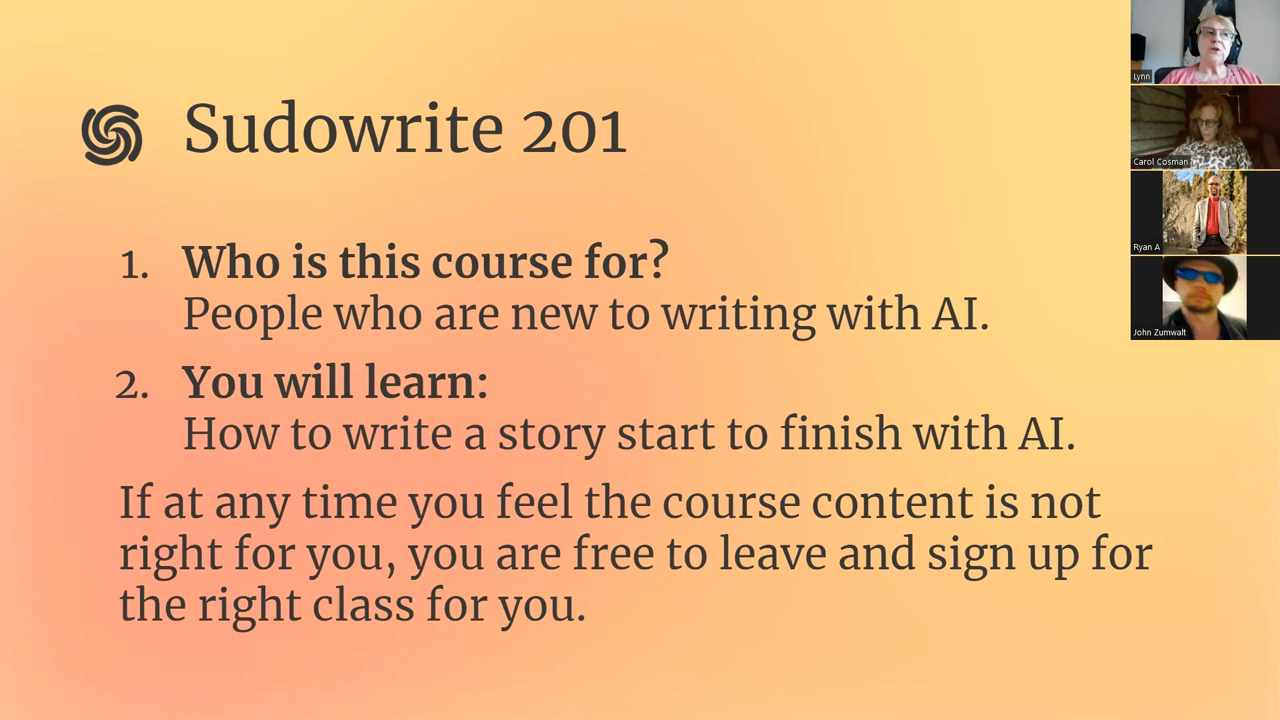 Sudowrite 201
1. Who is this course for?
People who are new to writing with AI.
2. You will learn:
How to write a story start to finish with AI.
If at any time you feel the course content is not
right for you, you are free to leave and sign up for
the right class for you.
Lynn
Carol Cosman
Ryan A
John Zumwalt